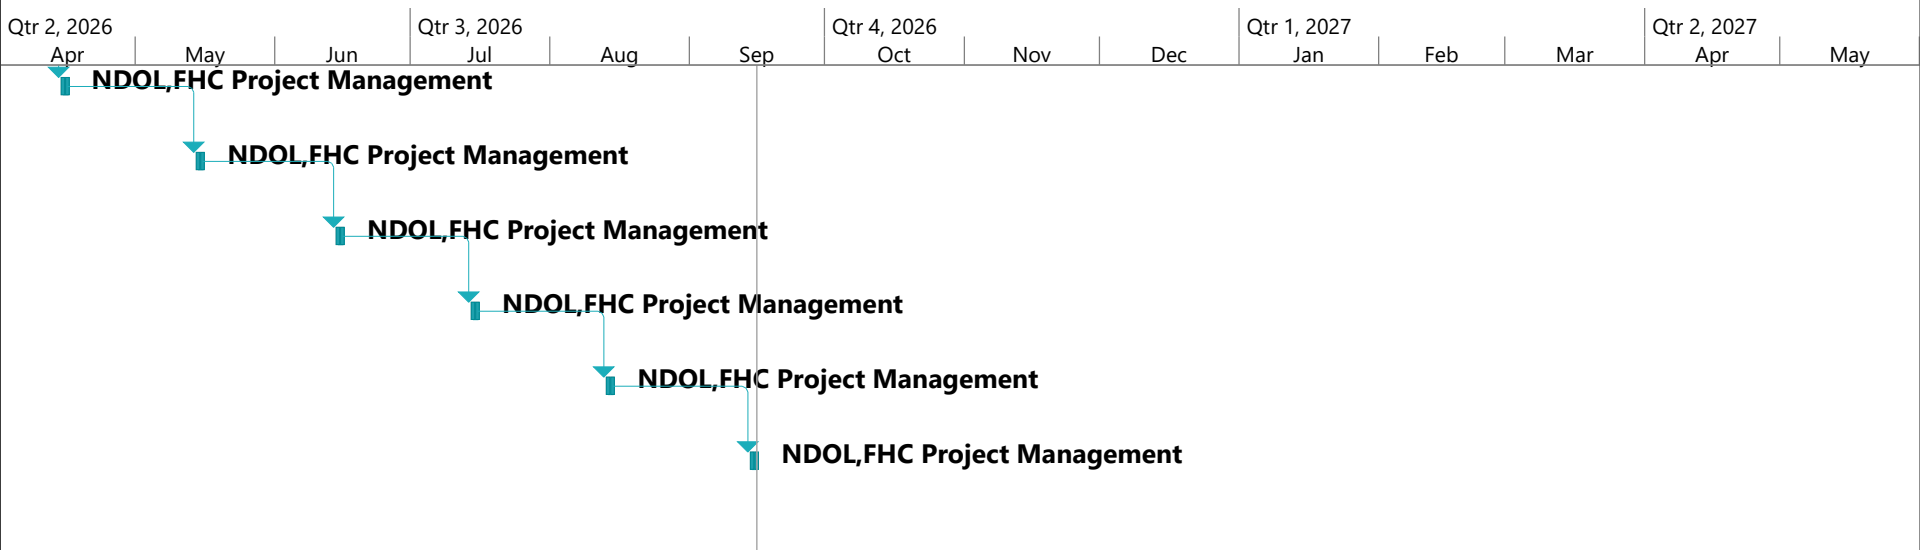 Qtr 2, 2026 Qtr 3, 2026 Qtr 4, 2026 Qtr 1, 2027 Qtr 2, 2027
Apr May Jun Jul Aug Sep Oct Nov Dec Jan Feb Mar Apr May
NDOL,FHC Project Management
NDOL,FHC Project Management
NDOL,FHC Project Management
NDOL,FHC Project Management
NDOL,FHC Project Management
NDOL,FHC Project Management